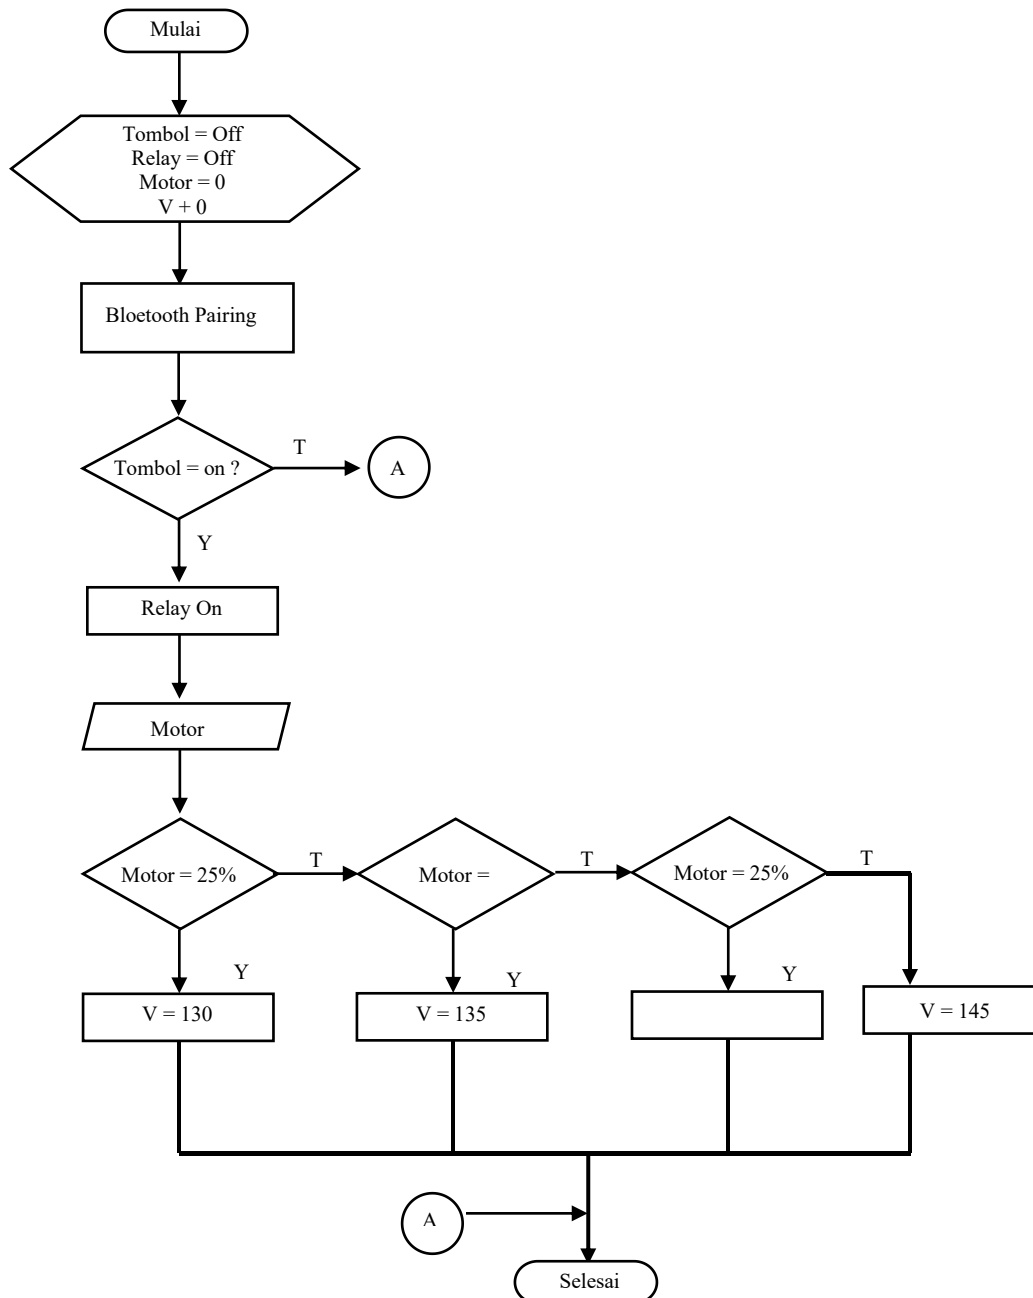 Mulai
Tombol = Off
Relay = Off
Motor = 0
V + 0
Bloetooth Pairing
Tombol = on ?
T
A
Y
Relay On
Motor
Motor = 25%
T
Motor =
T
Motor = 25%
T
Y
Y
Y
V = 130
V = 135
V = 145
A
Selesai